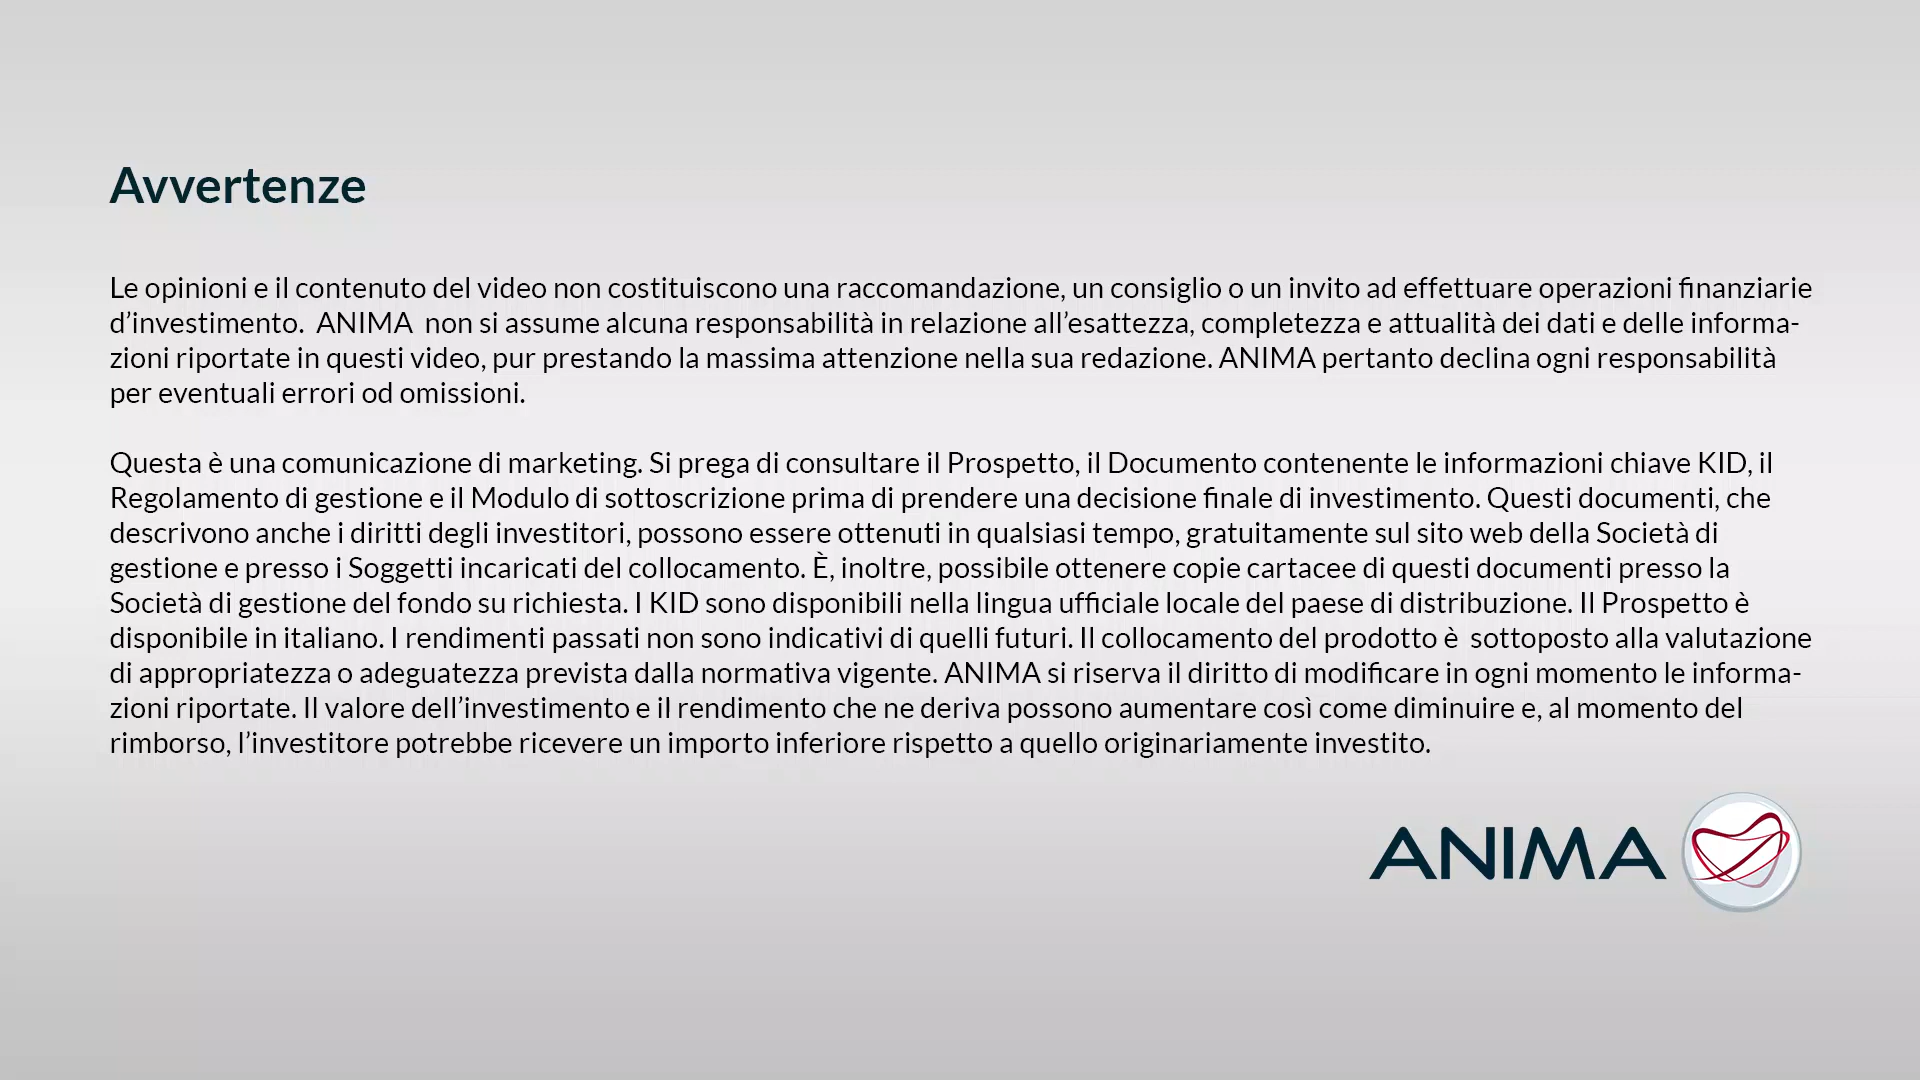 Avvertenze
Le opinioni e il contenuto del video non costituiscono una raccomandazione, un consiglio o un invito ad effettuare operazioni finanziarie
d’investimento.  ANIMA  non si assume alcuna responsabilità in relazione all’esattezza, completezza e attualità dei dati e delle informa-
zioni riportate in questi video, pur prestando la massima attenzione nella sua redazione. ANIMA pertanto declina ogni responsabilità
per eventuali errori od omissioni.
Questa è una comunicazione di marketing. Si prega di consultare il Prospetto, il Documento contenente le informazioni chiave KID, il
Regolamento di gestione e il Modulo di sottoscrizione prima di prendere una decisione finale di investimento. Questi documenti, che
descrivono anche i diritti degli investitori, possono essere ottenuti in qualsiasi tempo, gratuitamente sul sito web della Società di
gestione e presso i Soggetti incaricati del collocamento. È, inoltre, possibile ottenere copie cartacee di questi documenti presso la
Società di gestione del fondo su richiesta. I KID sono disponibili nella lingua ufficiale locale del paese di distribuzione. Il Prospetto è
disponibile in italiano. I rendimenti passati non sono indicativi di quelli futuri. Il collocamento del prodotto è  sottoposto alla valutazione
di appropriatezza o adeguatezza prevista dalla normativa vigente. ANIMA si riserva il diritto di modificare in ogni momento le informa-
zioni riportate. Il valore dell’investimento e il rendimento che ne deriva possono aumentare così come diminuire e, al momento del
rimborso, l’investitore potrebbe ricevere un importo inferiore rispetto a quello originariamente investito.
ANIMA